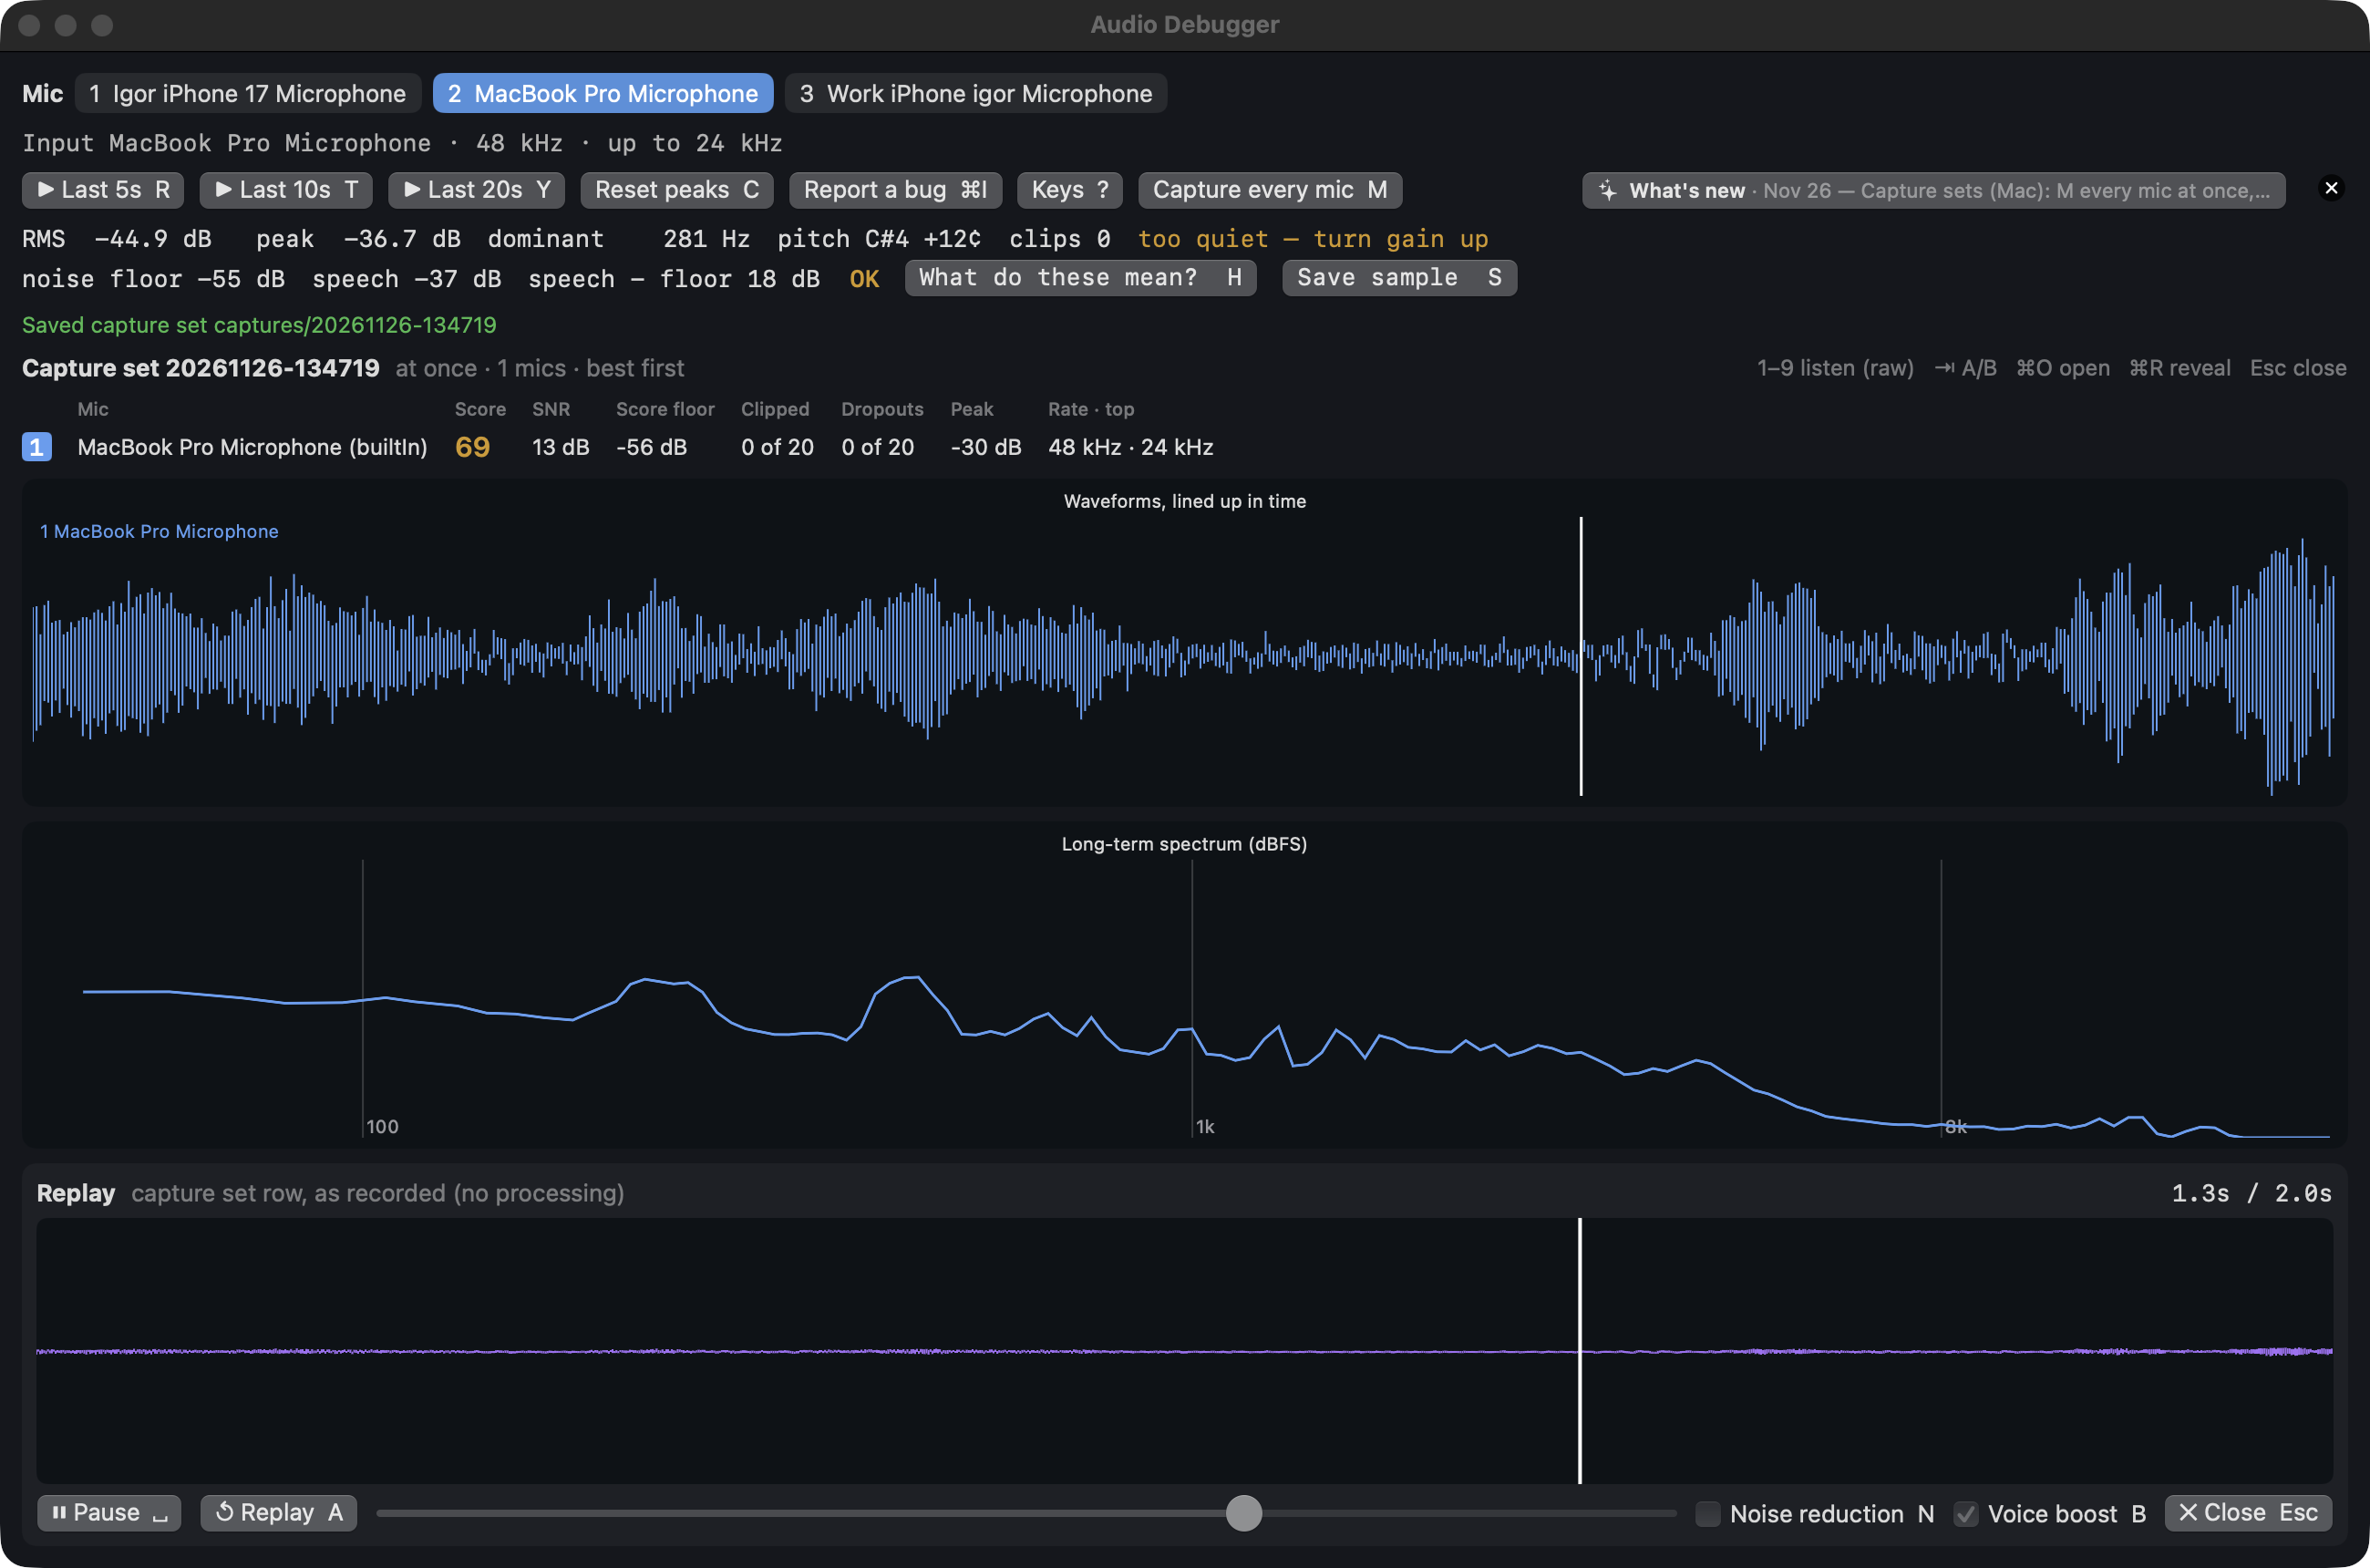 Audio Debugger
Mic 1 Igor iPhone 17 Microphone 2 MacBook Pro Microphone 3 Work iPhone igor Microphone
Input MacBook Pro Microphone · 48 kHz · up to 24 kHz
▶ Last 5s R ▶ Last 10s T ▶ Last 20s Y Reset peaks C Report a bug ⌘I Keys ? Capture every mic M What's new · Nov 26 — Capture sets (Mac): M every mic at once,...
RMS −44.9 dB peak −36.7 dB dominant 281 Hz pitch C#4 +12¢ clips 0 too quiet — turn gain up
noise floor −55 dB speech −37 dB speech − floor 18 dB OK What do these mean? H Save sample S
Saved capture set captures/20261126-134719
Capture set 20261126-134719 at once · 1 mics · best first 1–9 listen (raw) ⇥ A/B ⌘O open ⌘R reveal Esc close
Mic Score SNR Score floor Clipped Dropouts Peak Rate · top
1 MacBook Pro Microphone (builtIn) 69 13 dB -56 dB 0 of 20 0 of 20 -30 dB 48 kHz · 24 kHz
Waveforms, lined up in time
1 MacBook Pro Microphone
Long-term spectrum (dBFS)
100 1k 8k
Replay capture set row, as recorded (no processing) 1.3s / 2.0s
Pause ⎵ Replay A Noise reduction N Voice boost B ✕ Close Esc